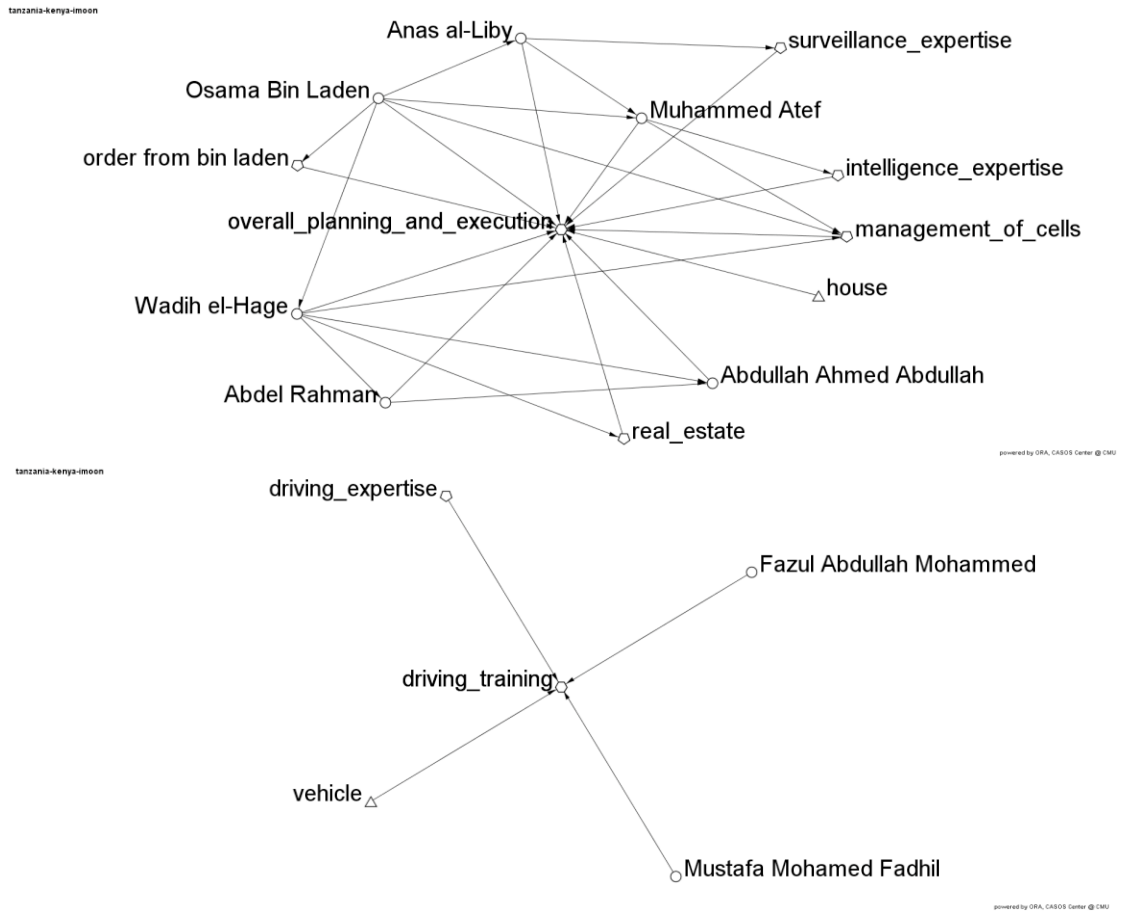 tanzania-kenya-imoon
Anas al-Liby
surveillance_expertise
Osama Bin Laden
Muhammed Atef
order from bin laden
intelligence_expertise
overall_planning_and_execution
management_of_cells
house
Wadih el-Hage
Abdullah Ahmed Abdullah
Abdel Rahman
real_estate
powered by ORA, CASOS Center @ CMU
tanzania-kenya-imoon
driving_expertise
Fazul Abdullah Mohammed
driving_training
vehicle
Mustafa Mohamed Fadhil
powered by ORA, CASOS Center @ CMU